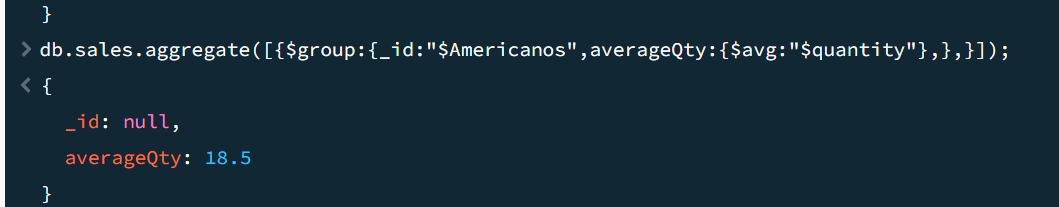 }
> db.sales.aggregate([{$group:{_id:"$Americanos",averageQty:{$avg:"$quantity"},},}]);
< {
_id: null,
averageQty: 18.5
}